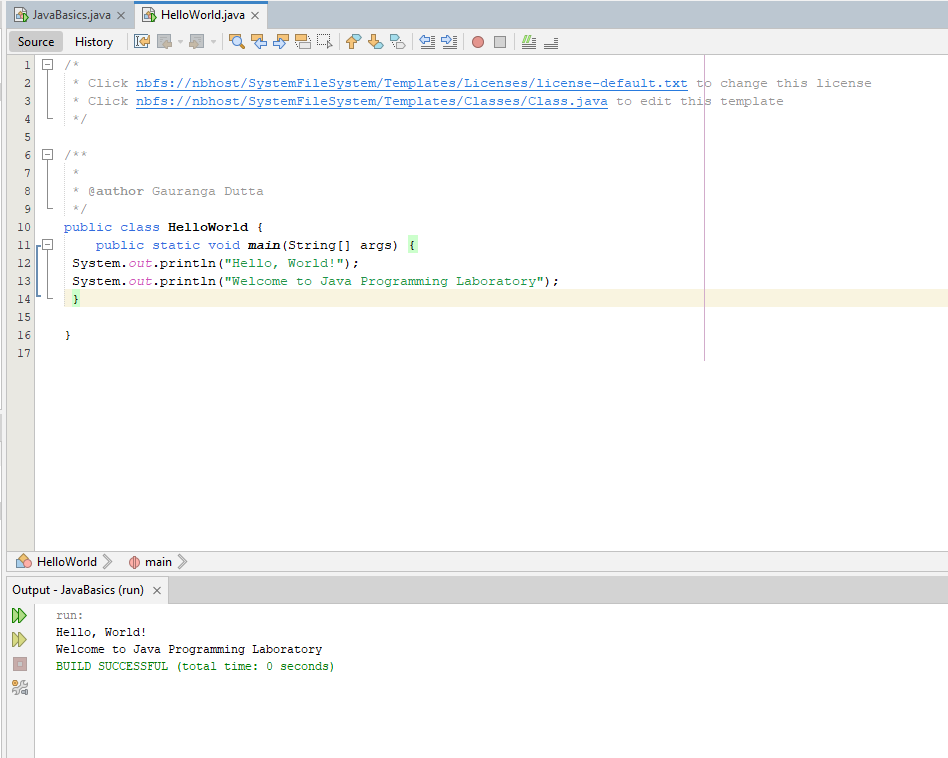 JavaBasics.java
HelloWorld.java
Source History
1 /*
2 * Click nbfs://nbhost/SystemFileSystem/Templates/Licenses/license-default.txt to change this license
3 * Click nbfs://nbhost/SystemFileSystem/Templates/Classes/Class.java to edit this template
4 */
5
6 /**
7 *
8 * @author Gauranga Dutta
9 */
10 public class HelloWorld {
11 public static void main(String[] args) {
12 System.out.println("Hello, World!");
13 System.out.println("Welcome to Java Programming Laboratory");
14 }
15
16 }
17
HelloWorld main
Output - JavaBasics (run)
run:
Hello, World!
Welcome to Java Programming Laboratory
BUILD SUCCESSFUL (total time: 0 seconds)